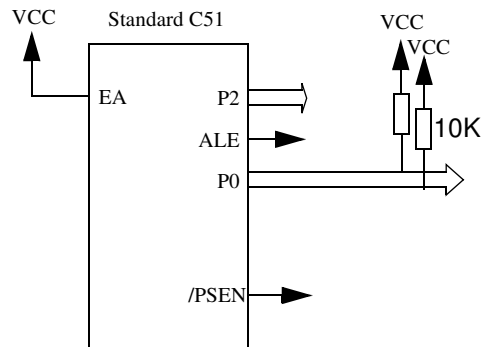 VCC
Standard C51
VCC
VCC
EA
P2
10K
ALE
P0
/PSEN